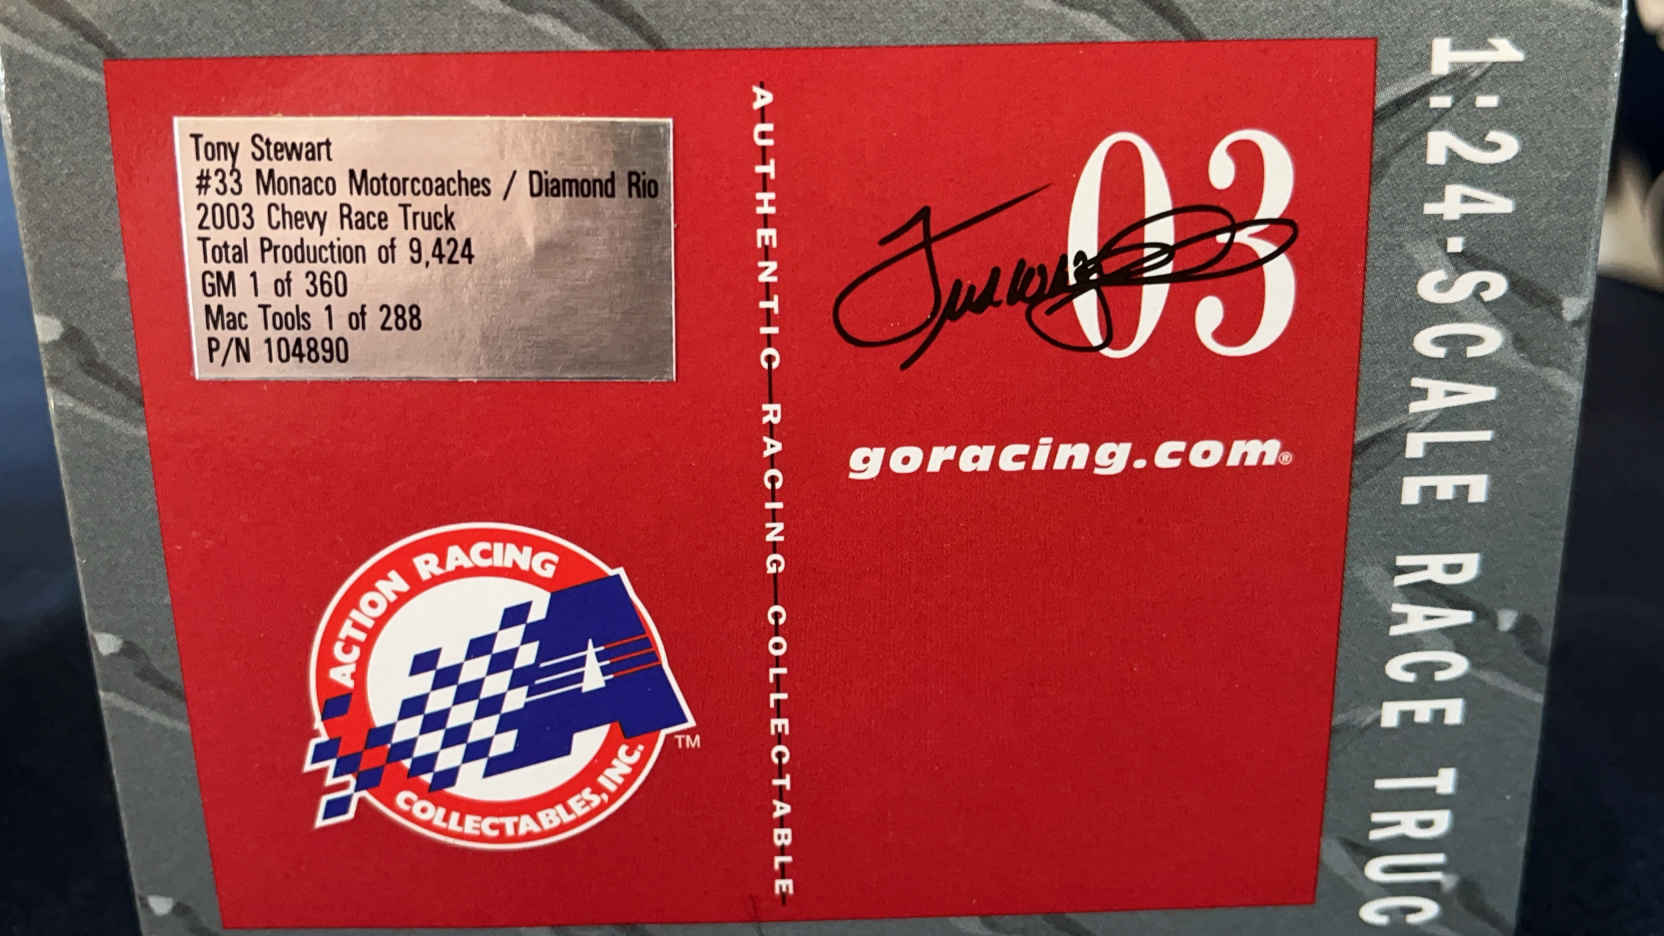 Tony Stewart
#33 Monaco Motorcoaches / Diamond Rio
2003 Chevy Race Truck
Total Production of 9,424
GM 1 of 360
Mac Tools 1 of 288
P/N 104890
ACTION RACING
COLLECTABLES, INC.
TM
AUTHENTIC RACING COLLECTABLE
03
goracing.com®
1:24-SCALE RACE TRUC